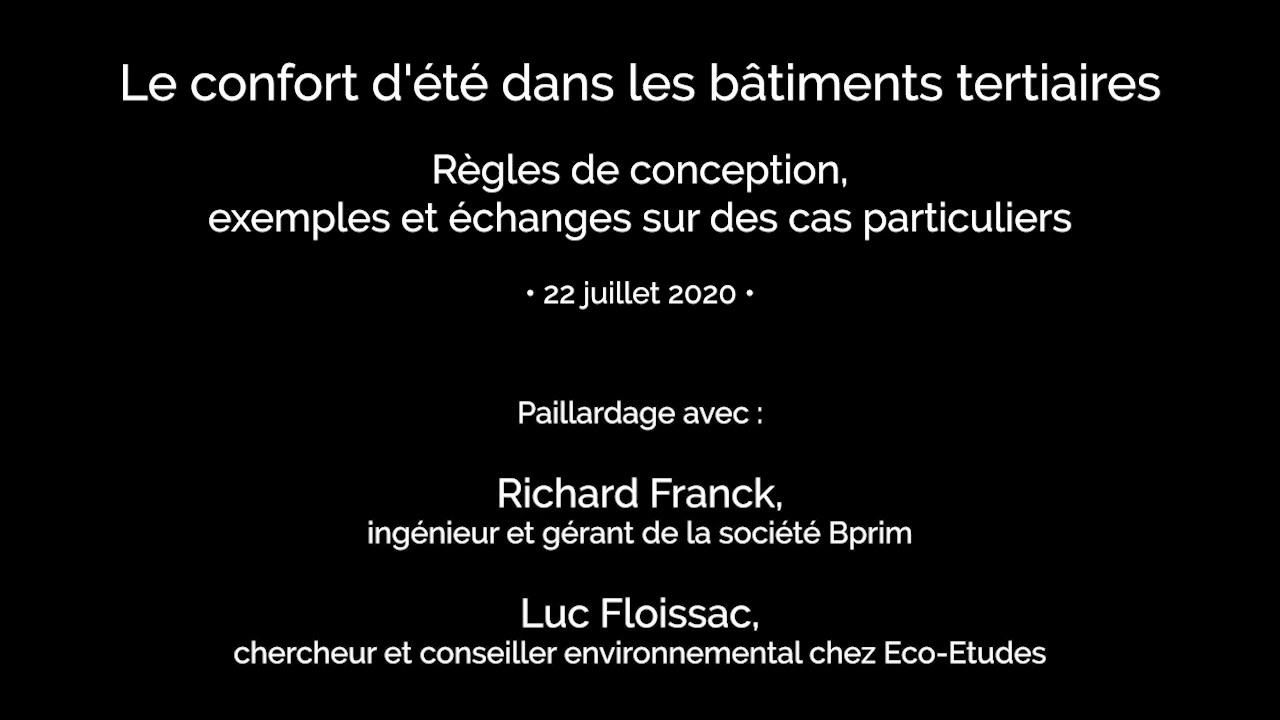 Le confort d'été dans les bâtiments tertiaires
Règles de conception,
exemples et échanges sur des cas particuliers
• 22 juillet 2020 •
Paillardage avec :
Richard Franck,
ingénieur et gérant de la société Bprim
Luc Floissac,
chercheur et conseiller environnemental chez Eco-Etudes